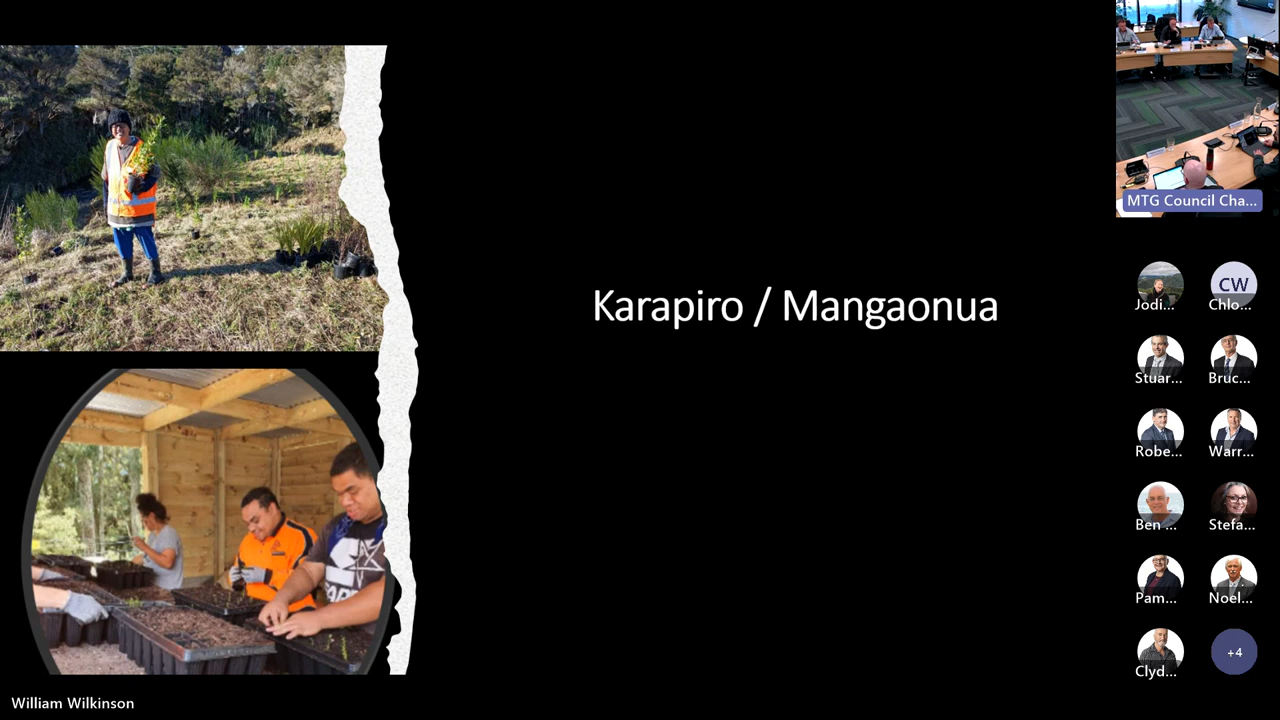 Karapiro / Mangaonua
MTG Council Cha...
CW
Jodi...
Chlo...
Stuar...
Bruc...
Robe...
Warr...
Ben ...
Stefa...
Pam...
Noel...
Clyd...
+4
William Wilkinson